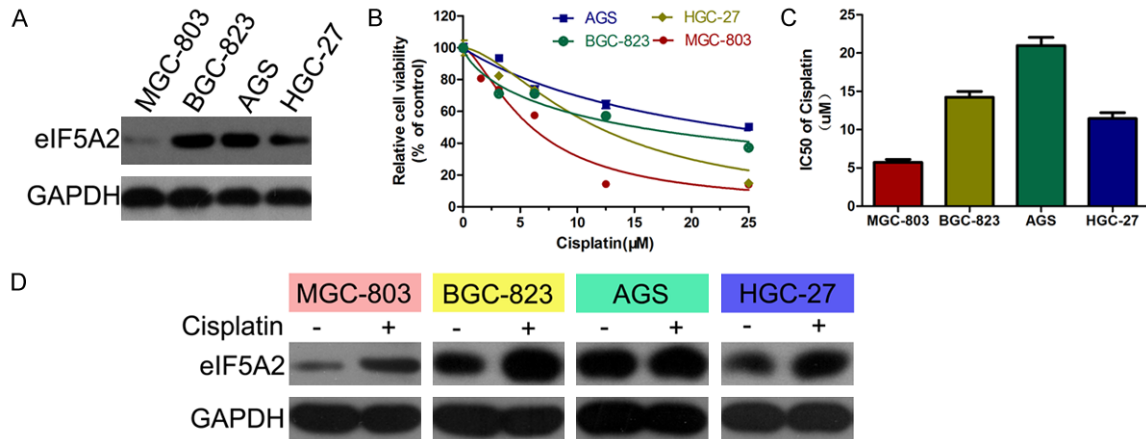 A
MGC-803
BGC-823
AGS
HGC-27
eIF5A2
GAPDH
B
AGS
HGC-27
BGC-823
MGC-803
Relative cell viability
(% of control)
120
100
80
60
40
20
0
0
5
10
15
20
25
Cisplatin(μM)
C
IC50 of Cisplatin
(uM)
25
20
15
10
5
0
MGC-803
BGC-823
AGS
HGC-27
D
MGC-803
BGC-823
AGS
HGC-27
Cisplatin - + - + - + - +
eIF5A2
GAPDH